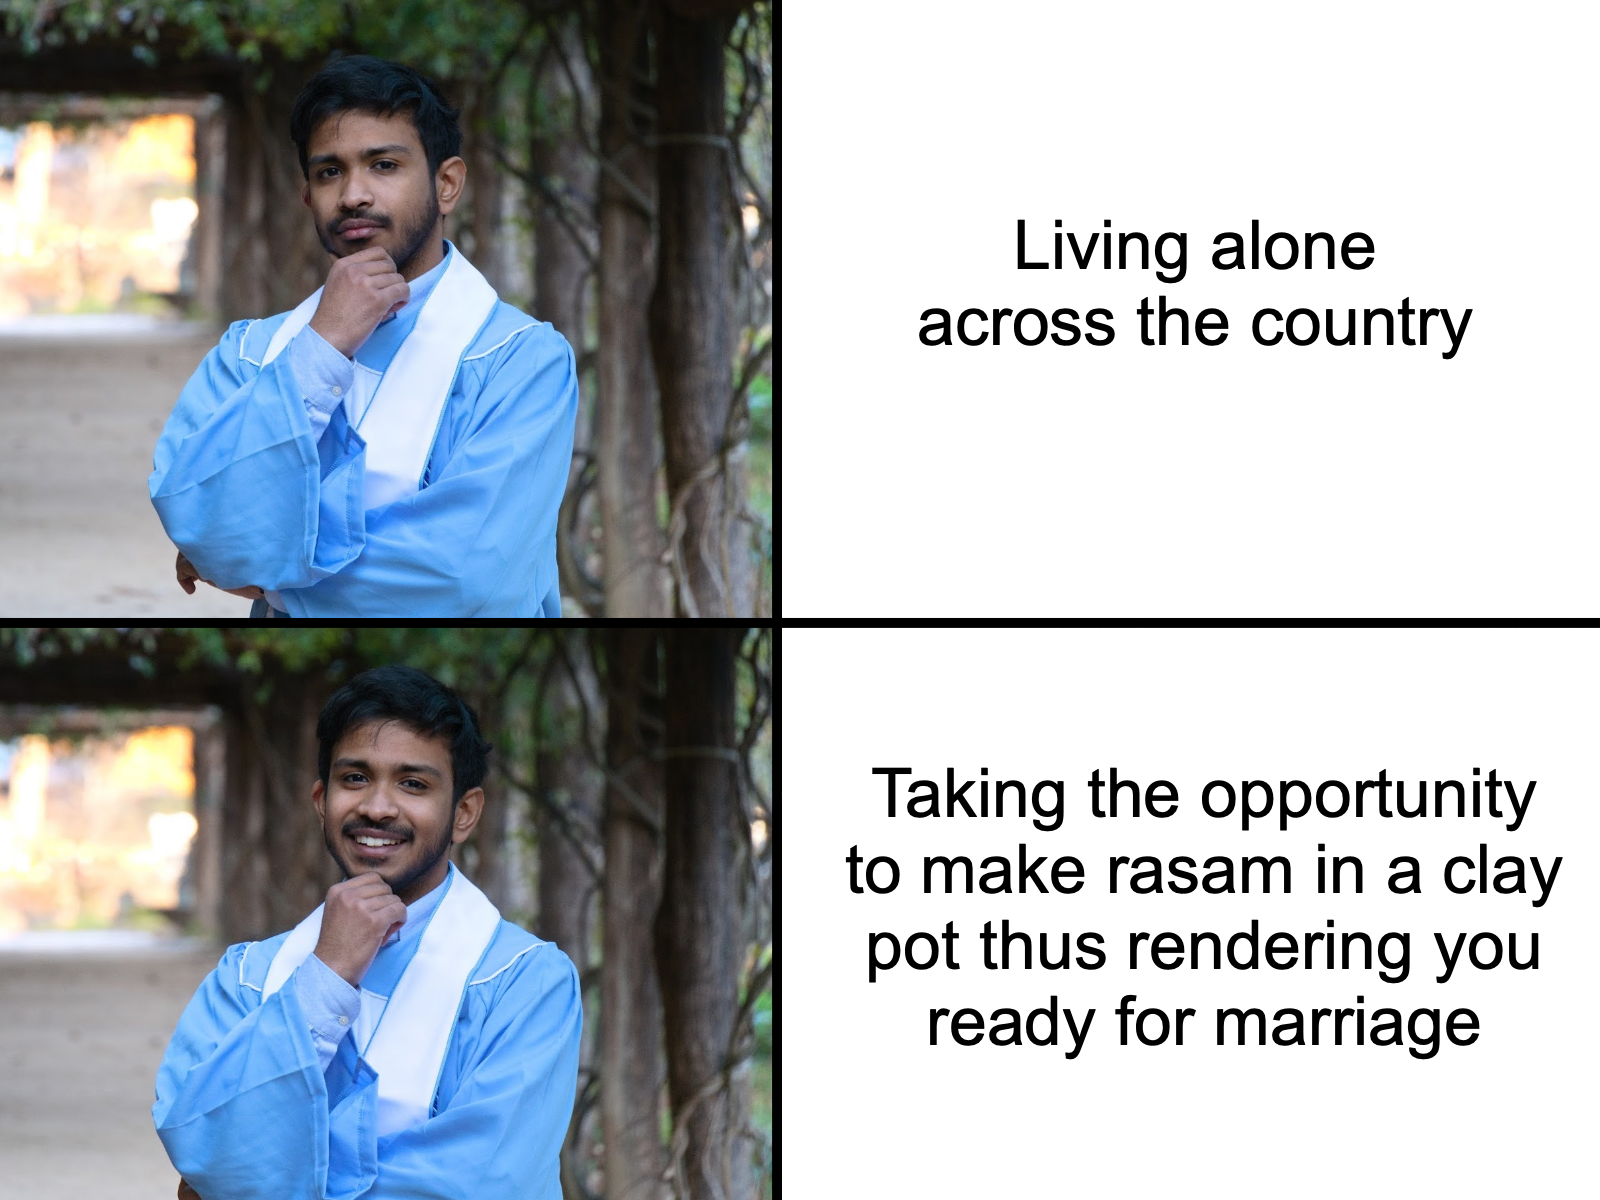 Living alone
across the country
Taking the opportunity
to make rasam in a clay
pot thus rendering you
ready for marriage